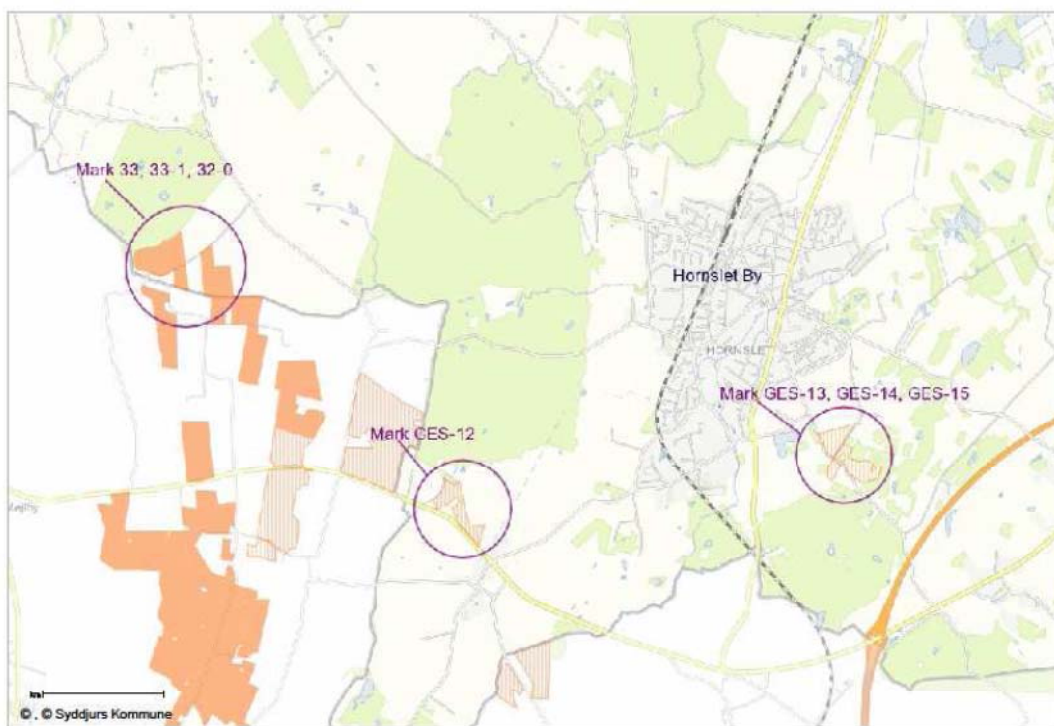 Mark 33, 33-1, 32-0
Hornslet By
HORNSLET
Mark GES-13, GES-14, GES-15
Mark GES-12
km
© , © Syddjurs Kommune